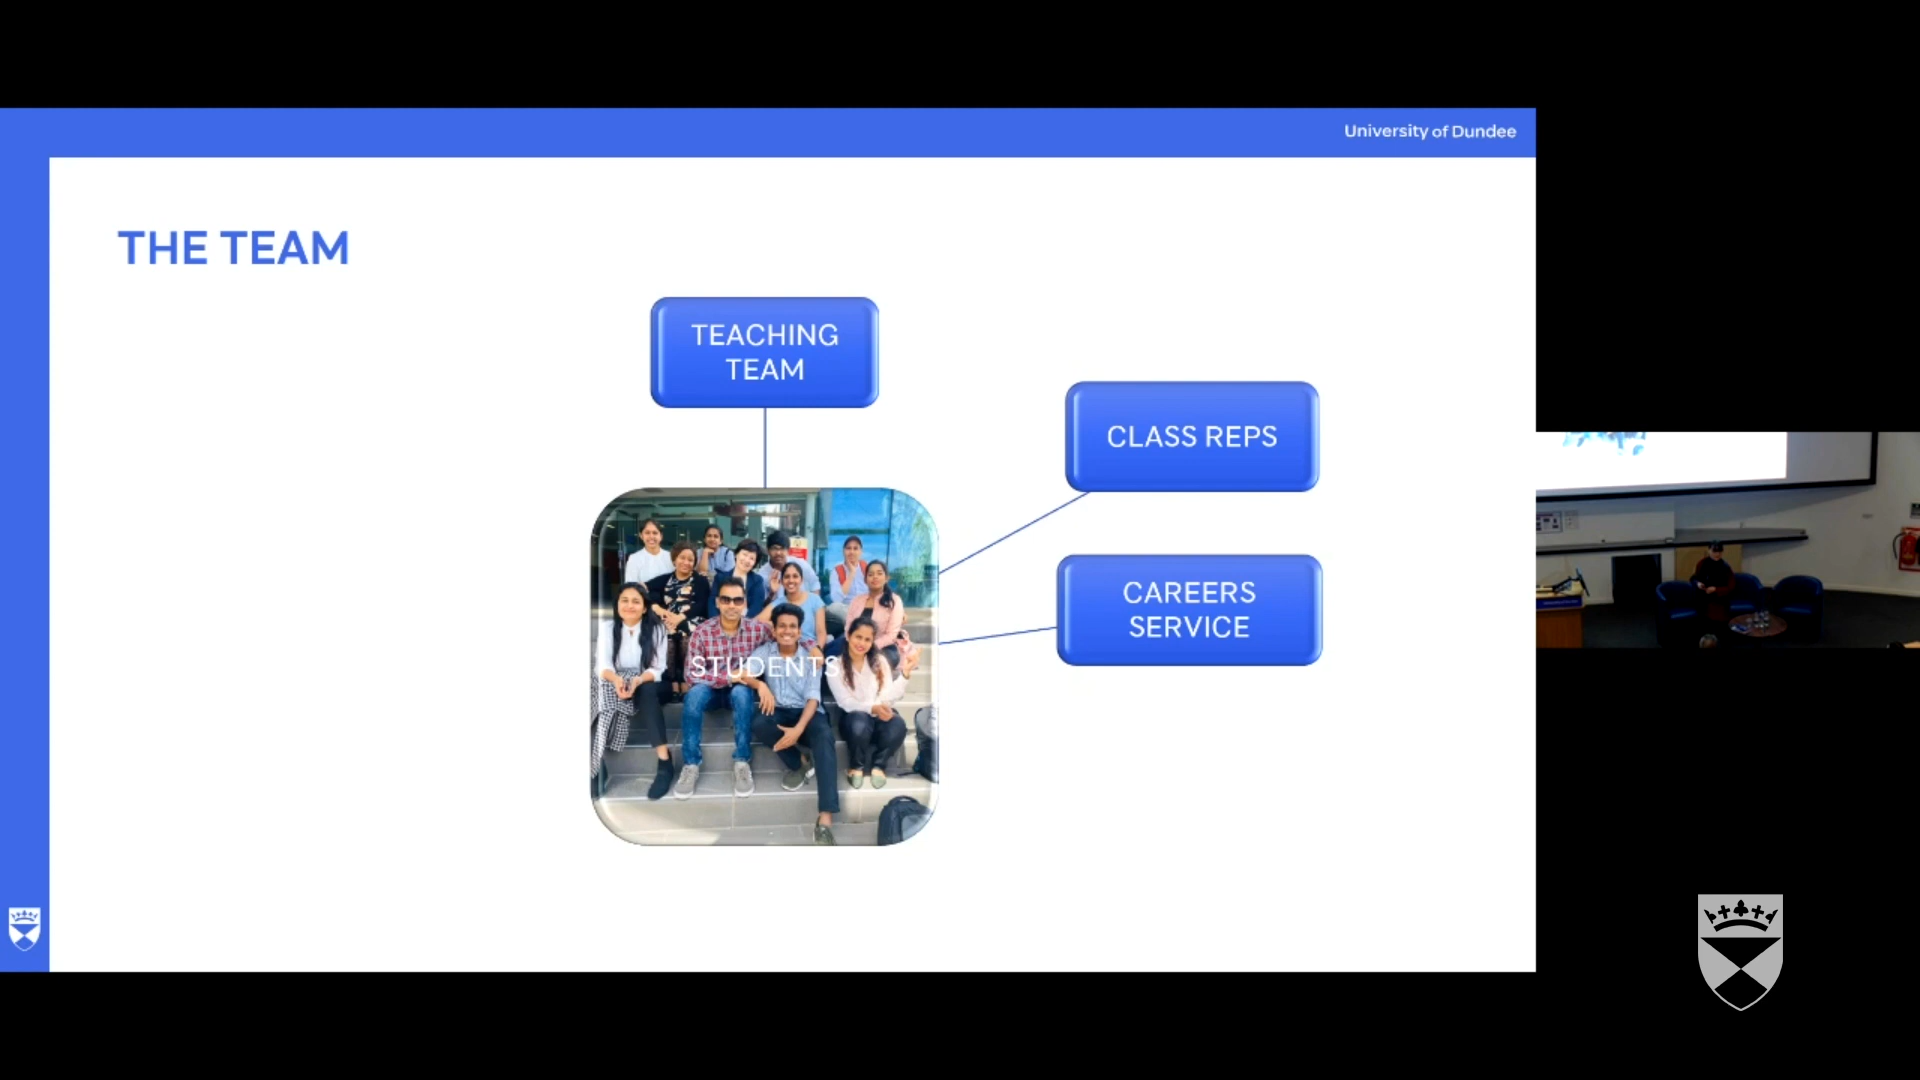 University of Dundee
THE TEAM
TEACHING
TEAM
CLASS REPS
CAREERS
SERVICE
STUDENTS